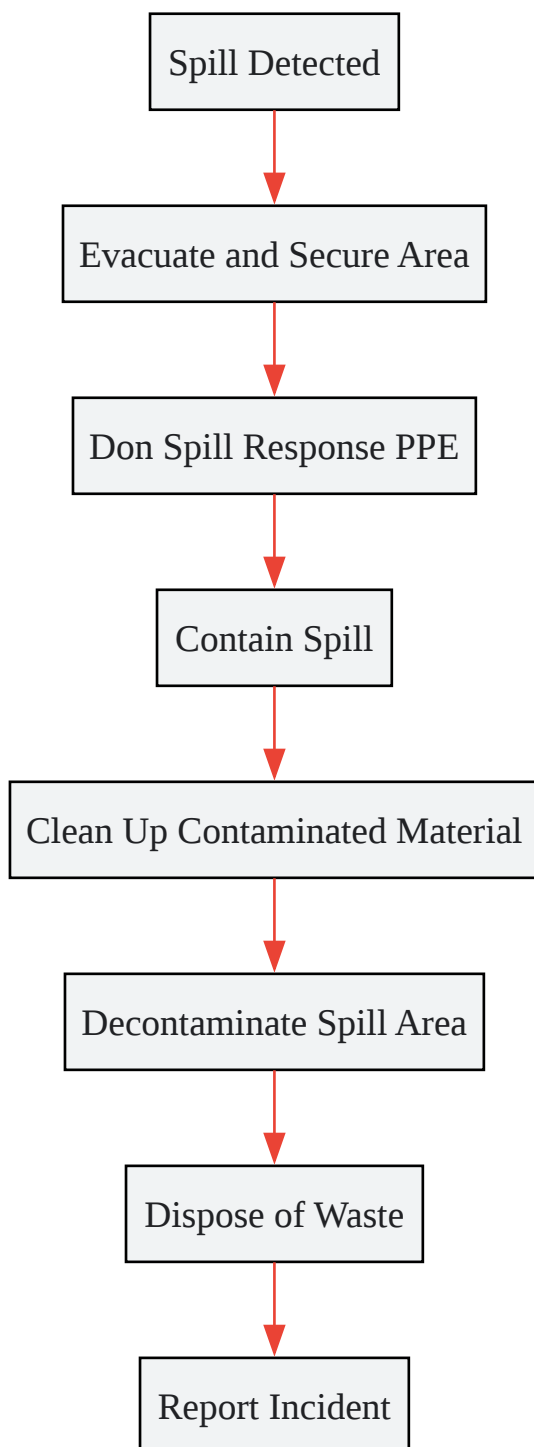 Spill Detected
Evacuate and Secure Area
Don Spill Response PPE
Contain Spill
Clean Up Contaminated Material
Decontaminate Spill Area
Dispose of Waste
Report Incident